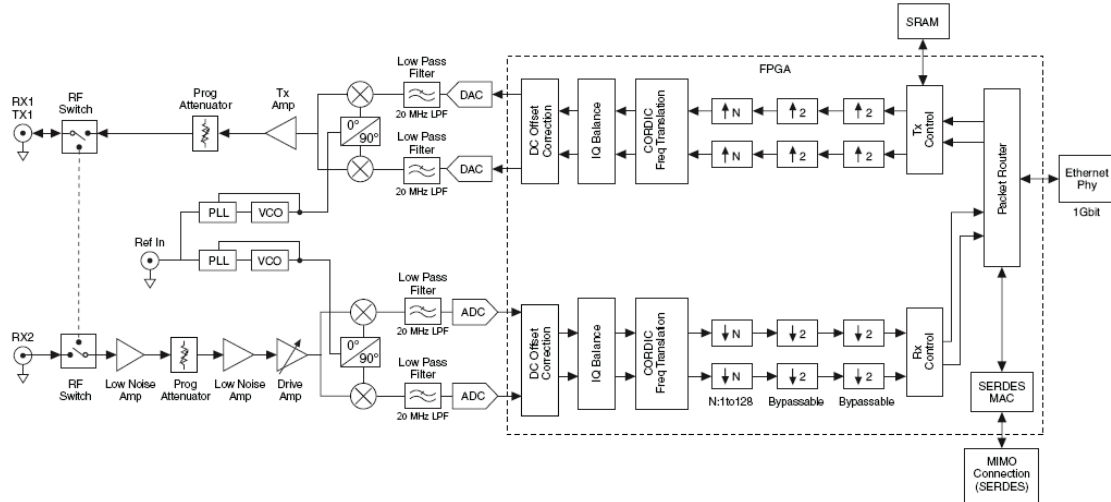 SRAM
FPGA
Low Pass
Filter
20 MHz LPF
DAC
RX1
TX1
RF
Switch
Prog
Attenuator
Tx
Amp
0°
90°
Low Pass
Filter
20 MHz LPF
DAC
DC Offset
Correction
IQ Balance
CORDIC
Freq Translation
N
2
2
N
2
2
Tx
Control
Packet Router
Ethernet
Phy
1Gbit
PLL
VCO
Ref In
PLL
VCO
Low Pass
Filter
20 MHz LPF
ADC
RX2
RF
Switch
Low Noise
Amp
Prog
Attenuator
Low Noise
Amp
Drive
Amp
0°
90°
Low Pass
Filter
20 MHz LPF
ADC
DC Offset
Correction
IQ Balance
CORDIC
Freq Translation
N
2
2
N
2
2
N:1to128
Bypassable
Bypassable
Rx
Control
SERDES
MAC
MIMO
Connection
(SERDES)